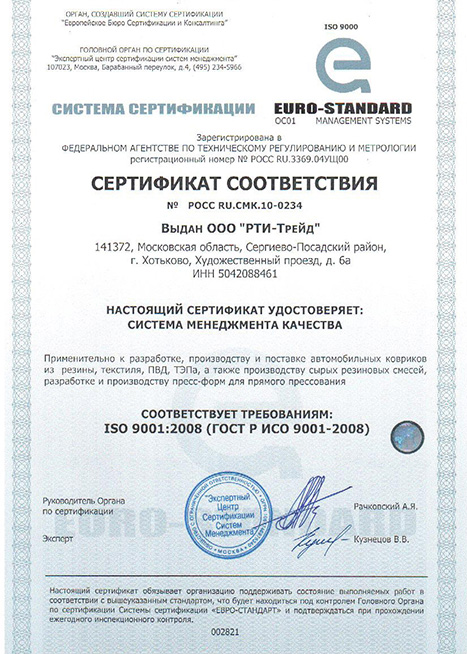 ОРГАН, СОЗДАВШИЙ СИСТЕМУ СЕРТИФИКАЦИИ
"Европейское Бюро Сертификации и Консалтинга"
ISO 9000
ГОЛОВНОЙ ОРГАН ПО СЕРТИФИКАЦИИ
"Экспертный центр сертификации систем менеджмента"
107023, Москва, Барабанный переулок, д.4, (495) 234-5966
СИСТЕМА СЕРТИФИКАЦИИ
EURO-STANDARD
ОС01 MANAGEMENT SYSTEMS
Зарегистрирована в
ФЕДЕРАЛЬНОМ АГЕНТСТВЕ ПО ТЕХНИЧЕСКОМУ РЕГУЛИРОВАНИЮ И МЕТРОЛОГИИ
регистрационный номер № РОСС RU.3369.04УЩ00
СЕРТИФИКАТ СООТВЕТСТВИЯ
№ РОСС RU.СМК.10-0234
Выдан ООО "РТИ-Трейд"
141372, Московская область, Сергиево-Посадский район,
г. Хотьково, Художественный проезд, д. 6а
ИНН 5042088461
НАСТОЯЩИЙ СЕРТИФИКАТ УДОСТОВЕРЯЕТ:
СИСТЕМА МЕНЕДЖМЕНТА КАЧЕСТВА
Применительно к разработке, производству и поставке автомобильных ковриков
из резины, текстиля, ПВД, ТЭПа, а также производству сырых резиновых смесей,
разработке и производству пресс-форм для прямого прессования
СООТВЕТСТВУЕТ ТРЕБОВАНИЯМ:
ISO 9001:2008 (ГОСТ Р ИСО 9001-2008)
Руководитель Органа
по сертификации
"Экспертный
Центр
Сертификации
Систем
Менеджмента"
МОСКВА
Рачковский А.Я.
Эксперт
Кузнецов В.В.
Настоящий сертификат обязывает организацию поддерживать состояние выполняемых работ в
соответствии с вышеуказанным стандартом, что будет находиться под контролем Головного Органа
по сертификации Системы сертификации «ЕВРО-СТАНДАРТ» и подтверждаться при прохождении
ежегодного инспекционного контроля.
002821